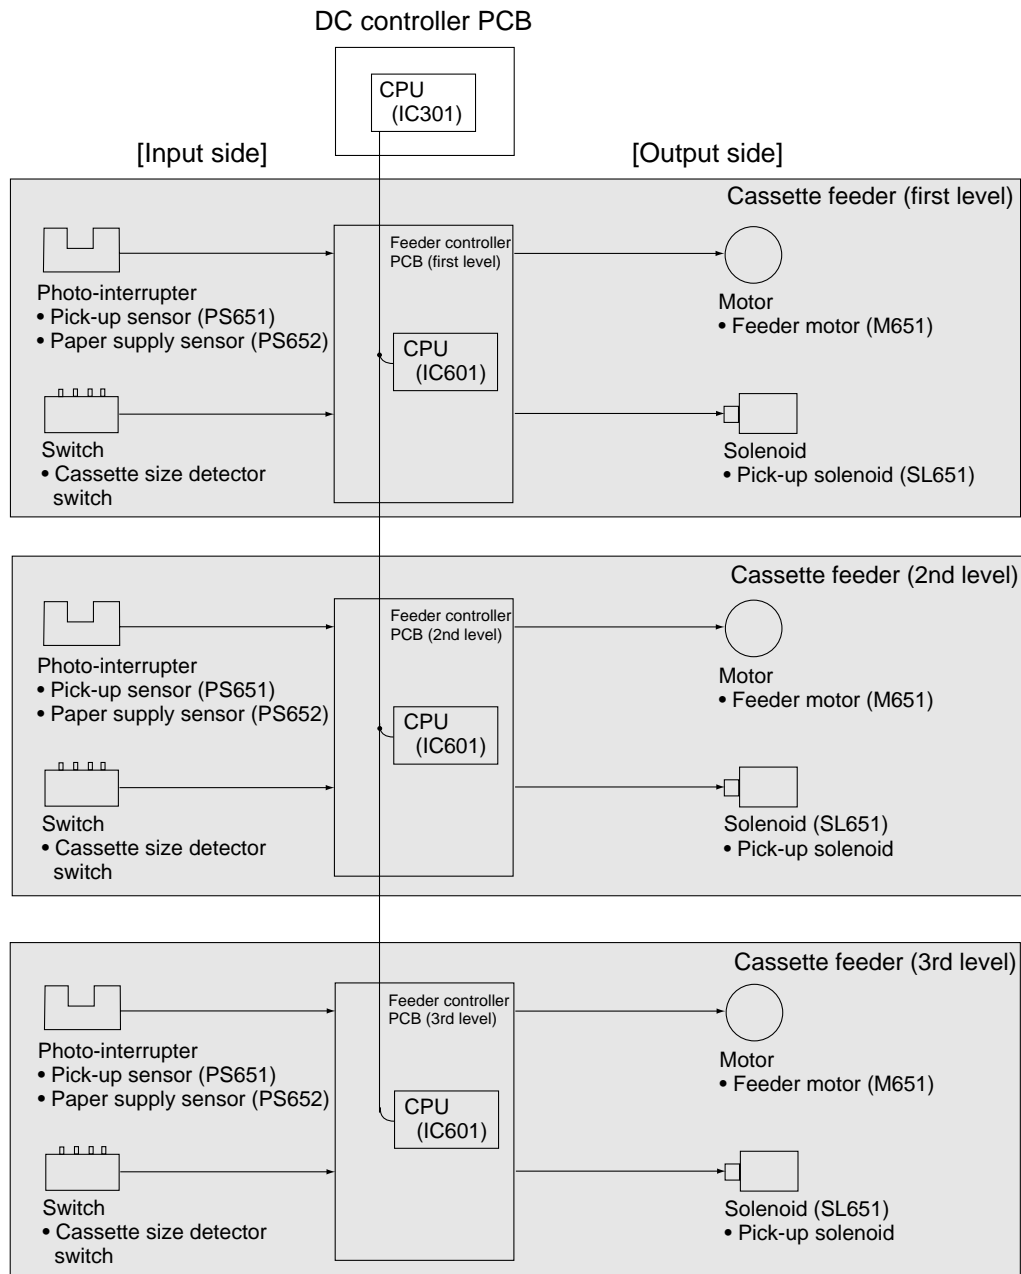 DC controller PCB
CPU
(IC301)
[Input side]
[Output side]
Cassette feeder (first level)
Feeder controller
PCB (first level)
Photo-interrupter
• Pick-up sensor (PS651)
• Paper supply sensor (PS652)
Motor
• Feeder motor (M651)
CPU
(IC601)
Switch
• Cassette size detector
switch
Solenoid
• Pick-up solenoid (SL651)
Cassette feeder (2nd level)
Feeder controller
PCB (2nd level)
Photo-interrupter
• Pick-up sensor (PS651)
• Paper supply sensor (PS652)
Motor
• Feeder motor (M651)
CPU
(IC601)
Switch
• Cassette size detector
switch
Solenoid (SL651)
• Pick-up solenoid
Cassette feeder (3rd level)
Feeder controller
PCB (3rd level)
Photo-interrupter
• Pick-up sensor (PS651)
• Paper supply sensor (PS652)
Motor
• Feeder motor (M651)
CPU
(IC601)
Switch
• Cassette size detector
switch
Solenoid (SL651)
• Pick-up solenoid